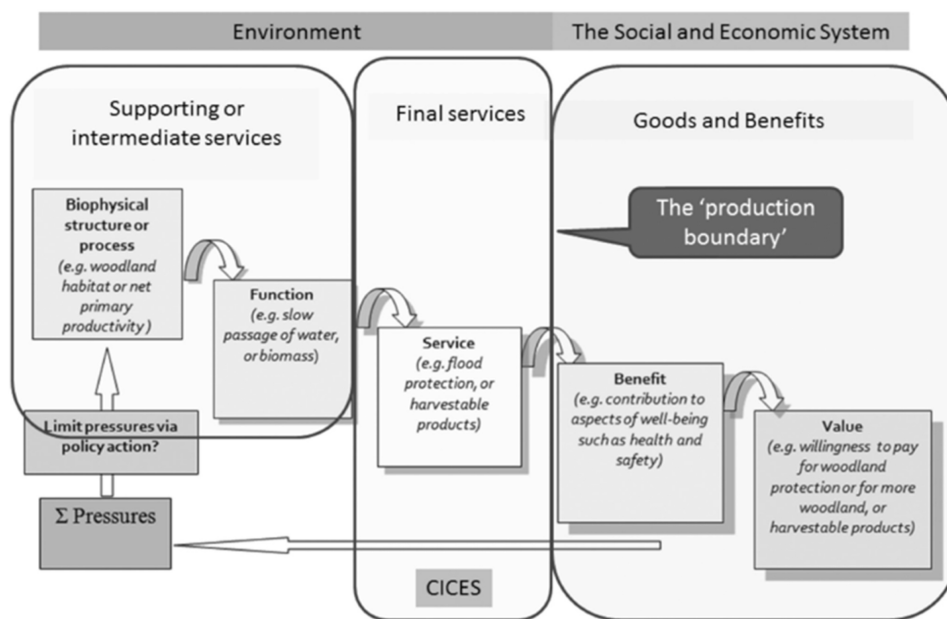 Environment
The Social and Economic System
Supporting or
intermediate services
Final services
Goods and Benefits
The 'production
boundary'
Biophysical
structure or
process
(e.g. woodland
habitat or net
primary
productivity )
Function
(e.g. slow
passage of water,
or biomass)
Service
(e.g. flood
protection, or
harvestable
products)
Benefit
(e.g. contribution to
aspects of well-being
such as health and
safety)
Value
(e.g. willingness to pay
for woodland
protection or for more
woodland, or
harvestable products)
Limit pressures via
policy action?
Σ Pressures
CICES